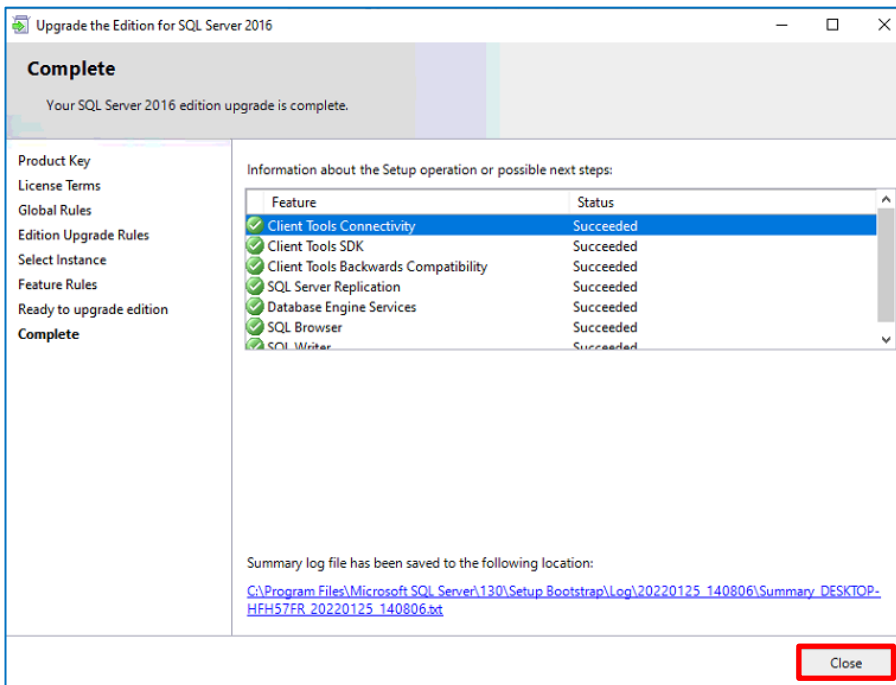 Upgrade the Edition for SQL Server 2016
Complete
Your SQL Server 2016 edition upgrade is complete.
Product Key
License Terms
Global Rules
Edition Upgrade Rules
Select Instance
Feature Rules
Ready to upgrade edition
Complete
Information about the Setup operation or possible next steps:
Feature Status
Client Tools Connectivity Succeeded
Client Tools SDK Succeeded
Client Tools Backwards Compatibility Succeeded
SQL Server Replication Succeeded
Database Engine Services Succeeded
SQL Browser Succeeded
SQL Writer Succeeded
Summary log file has been saved to the following location:
C:\Program Files\Microsoft SQL Server\130\Setup Bootstrap\Log\20220125_140806\Summary_DESKTOP-
HFH57FR_20220125_140806.txt
Close